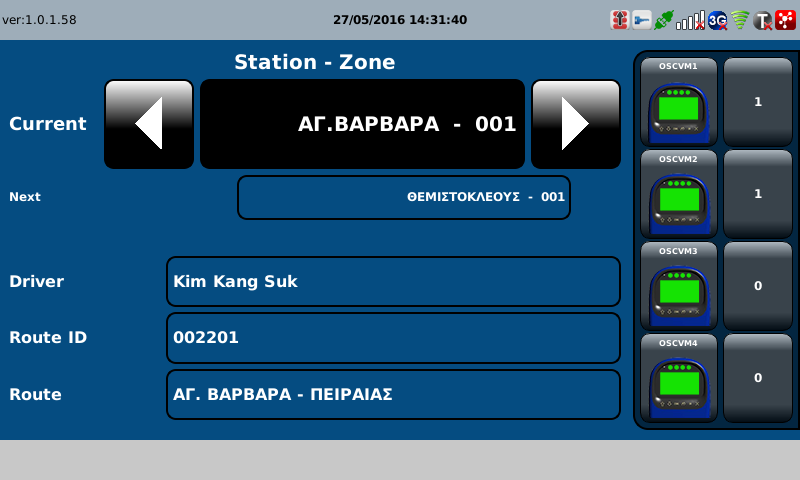 ver:1.0.1.58
27/05/2016 14:31:40
3G
T
Station - Zone
Current
ΑΓ.ΒΑΡΒΑΡΑ - 001
Next
ΘΕΜΙΣΤΟΚΛΕΟΥΣ - 001
Driver
Kim Kang Suk
Route ID
002201
Route
ΑΓ. ΒΑΡΒΑΡΑ - ΠΕΙΡΑΙΑΣ
OSCVM1
1
OSCVM2
1
OSCVM3
0
OSCVM4
0